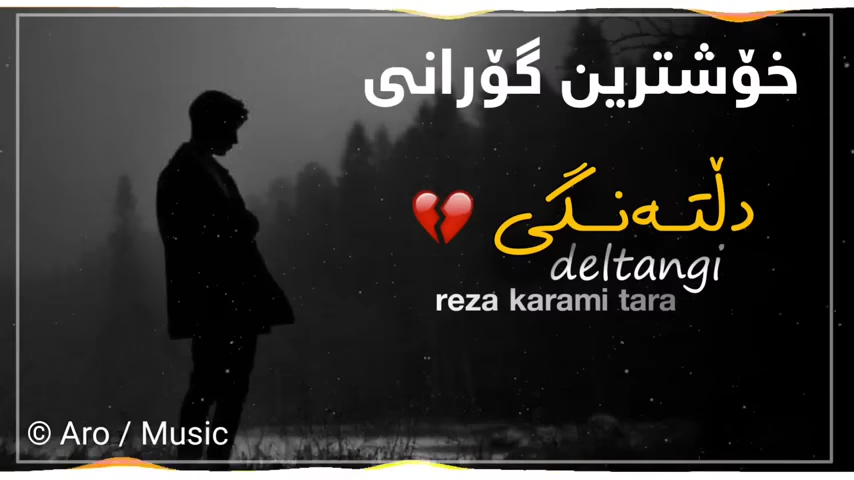 خۆشترین گۆرانی
دڵتەنگی 💔
deltangi
reza karami tara
© Aro / Music